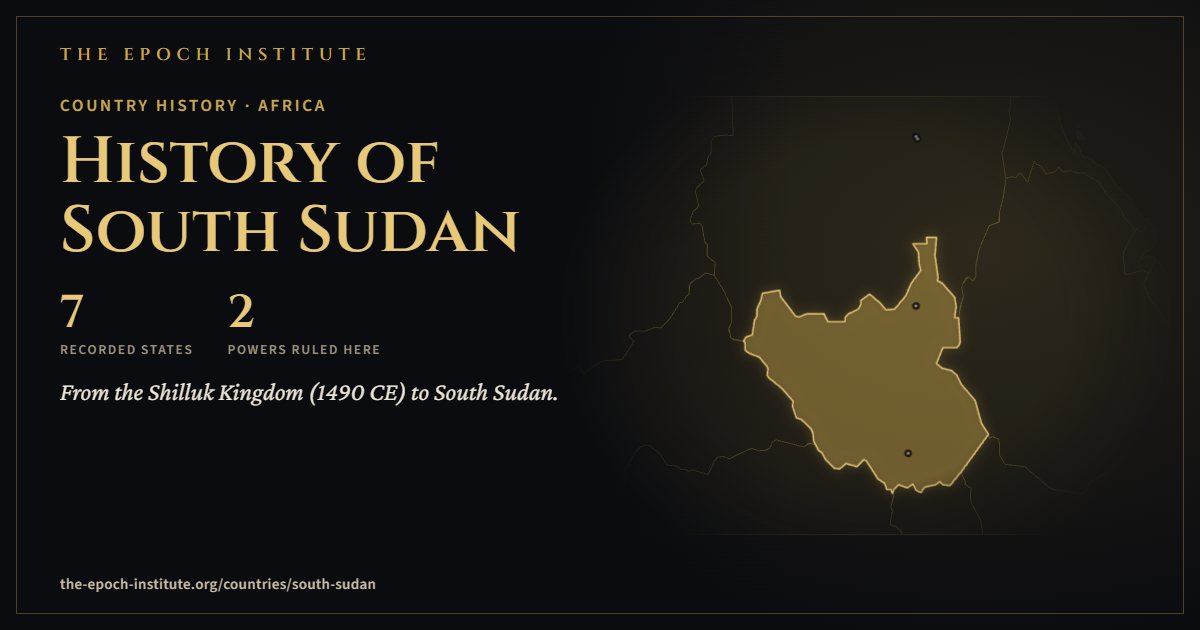 THE EPOCH INSTITUTE
COUNTRY HISTORY · AFRICA
History of
South Sudan
7
RECORDED STATES
2
POWERS RULED HERE
From the Shilluk Kingdom (1490 CE) to South Sudan.
the-epoch-institute.org/countries/south-sudan